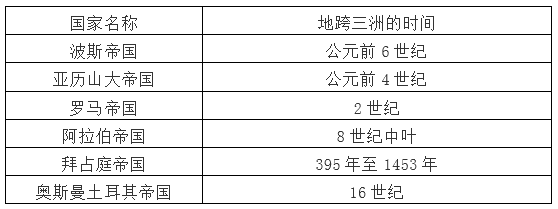 国家名称 地跨三洲的时间
波斯帝国 公元前 6 世纪
亚历山大帝国 公元前 4 世纪
罗马帝国 2 世纪
阿拉伯帝国 8 世纪中叶
拜占庭帝国 395 年至 1453 年
奥斯曼土耳其帝国 16 世纪